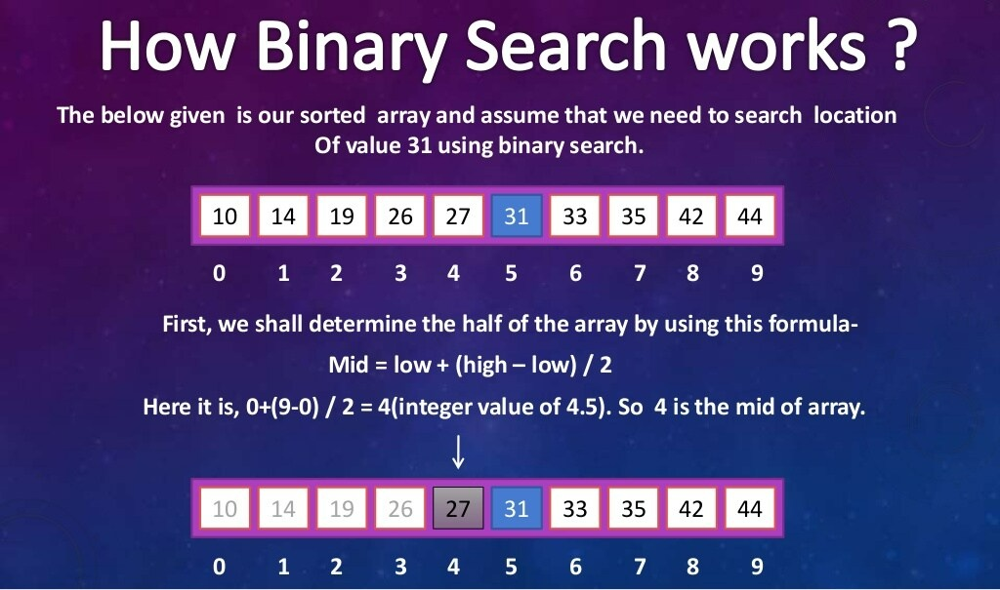 How Binary Search works ?
The below given is our sorted array and assume that we need to search location
Of value 31 using binary search.
10 14 19 26 27 31 33 35 42 44
0 1 2 3 4 5 6 7 8 9
First, we shall determine the half of the array by using this formula-
Mid = low + (high – low) / 2
Here it is, 0+(9-0) / 2 = 4(integer value of 4.5). So 4 is the mid of array.
10 14 19 26 27 31 33 35 42 44
0 1 2 3 4 5 6 7 8 9